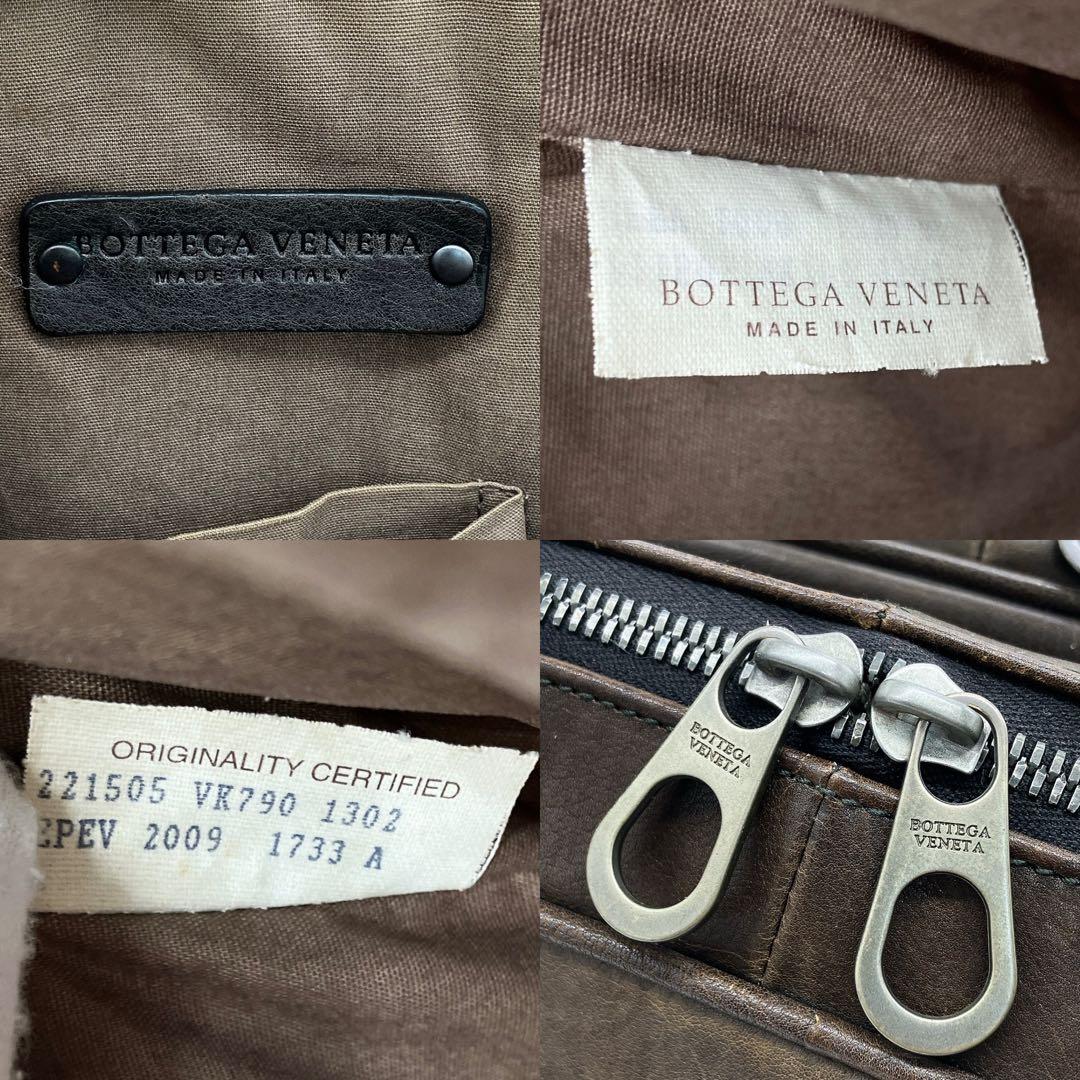 BOTTEGA VENETA
MADE IN ITALY
BOTTEGA VENETA
MADE IN ITALY
ORIGINALITY CERTIFIED
221505 VK790 1302
EPEV 2009 1733 A
BOTTEGA
VENETA
BOTTEGA
VENETA